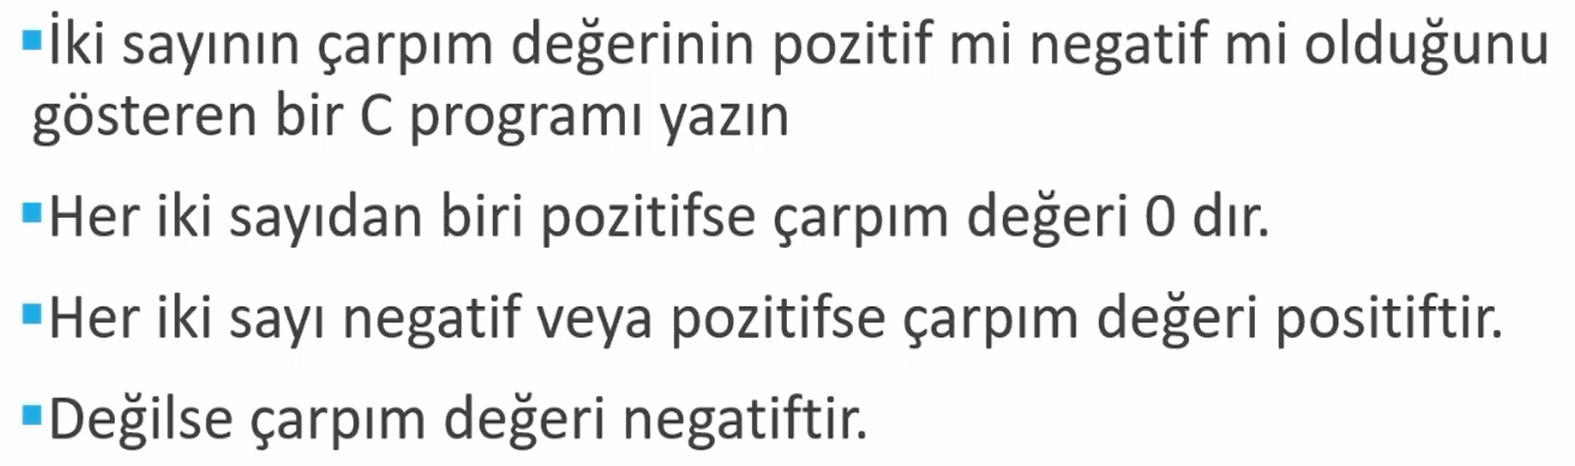 ▪İki sayının çarpım değerinin pozitif mi negatif mi olduğunu
gösteren bir C programı yazın
▪Her iki sayıdan biri pozitifse çarpım değeri 0 dır.
▪Her iki sayı negatif veya pozitifse çarpım değeri positiftir.
▪Değilse çarpım değeri negatiftir.